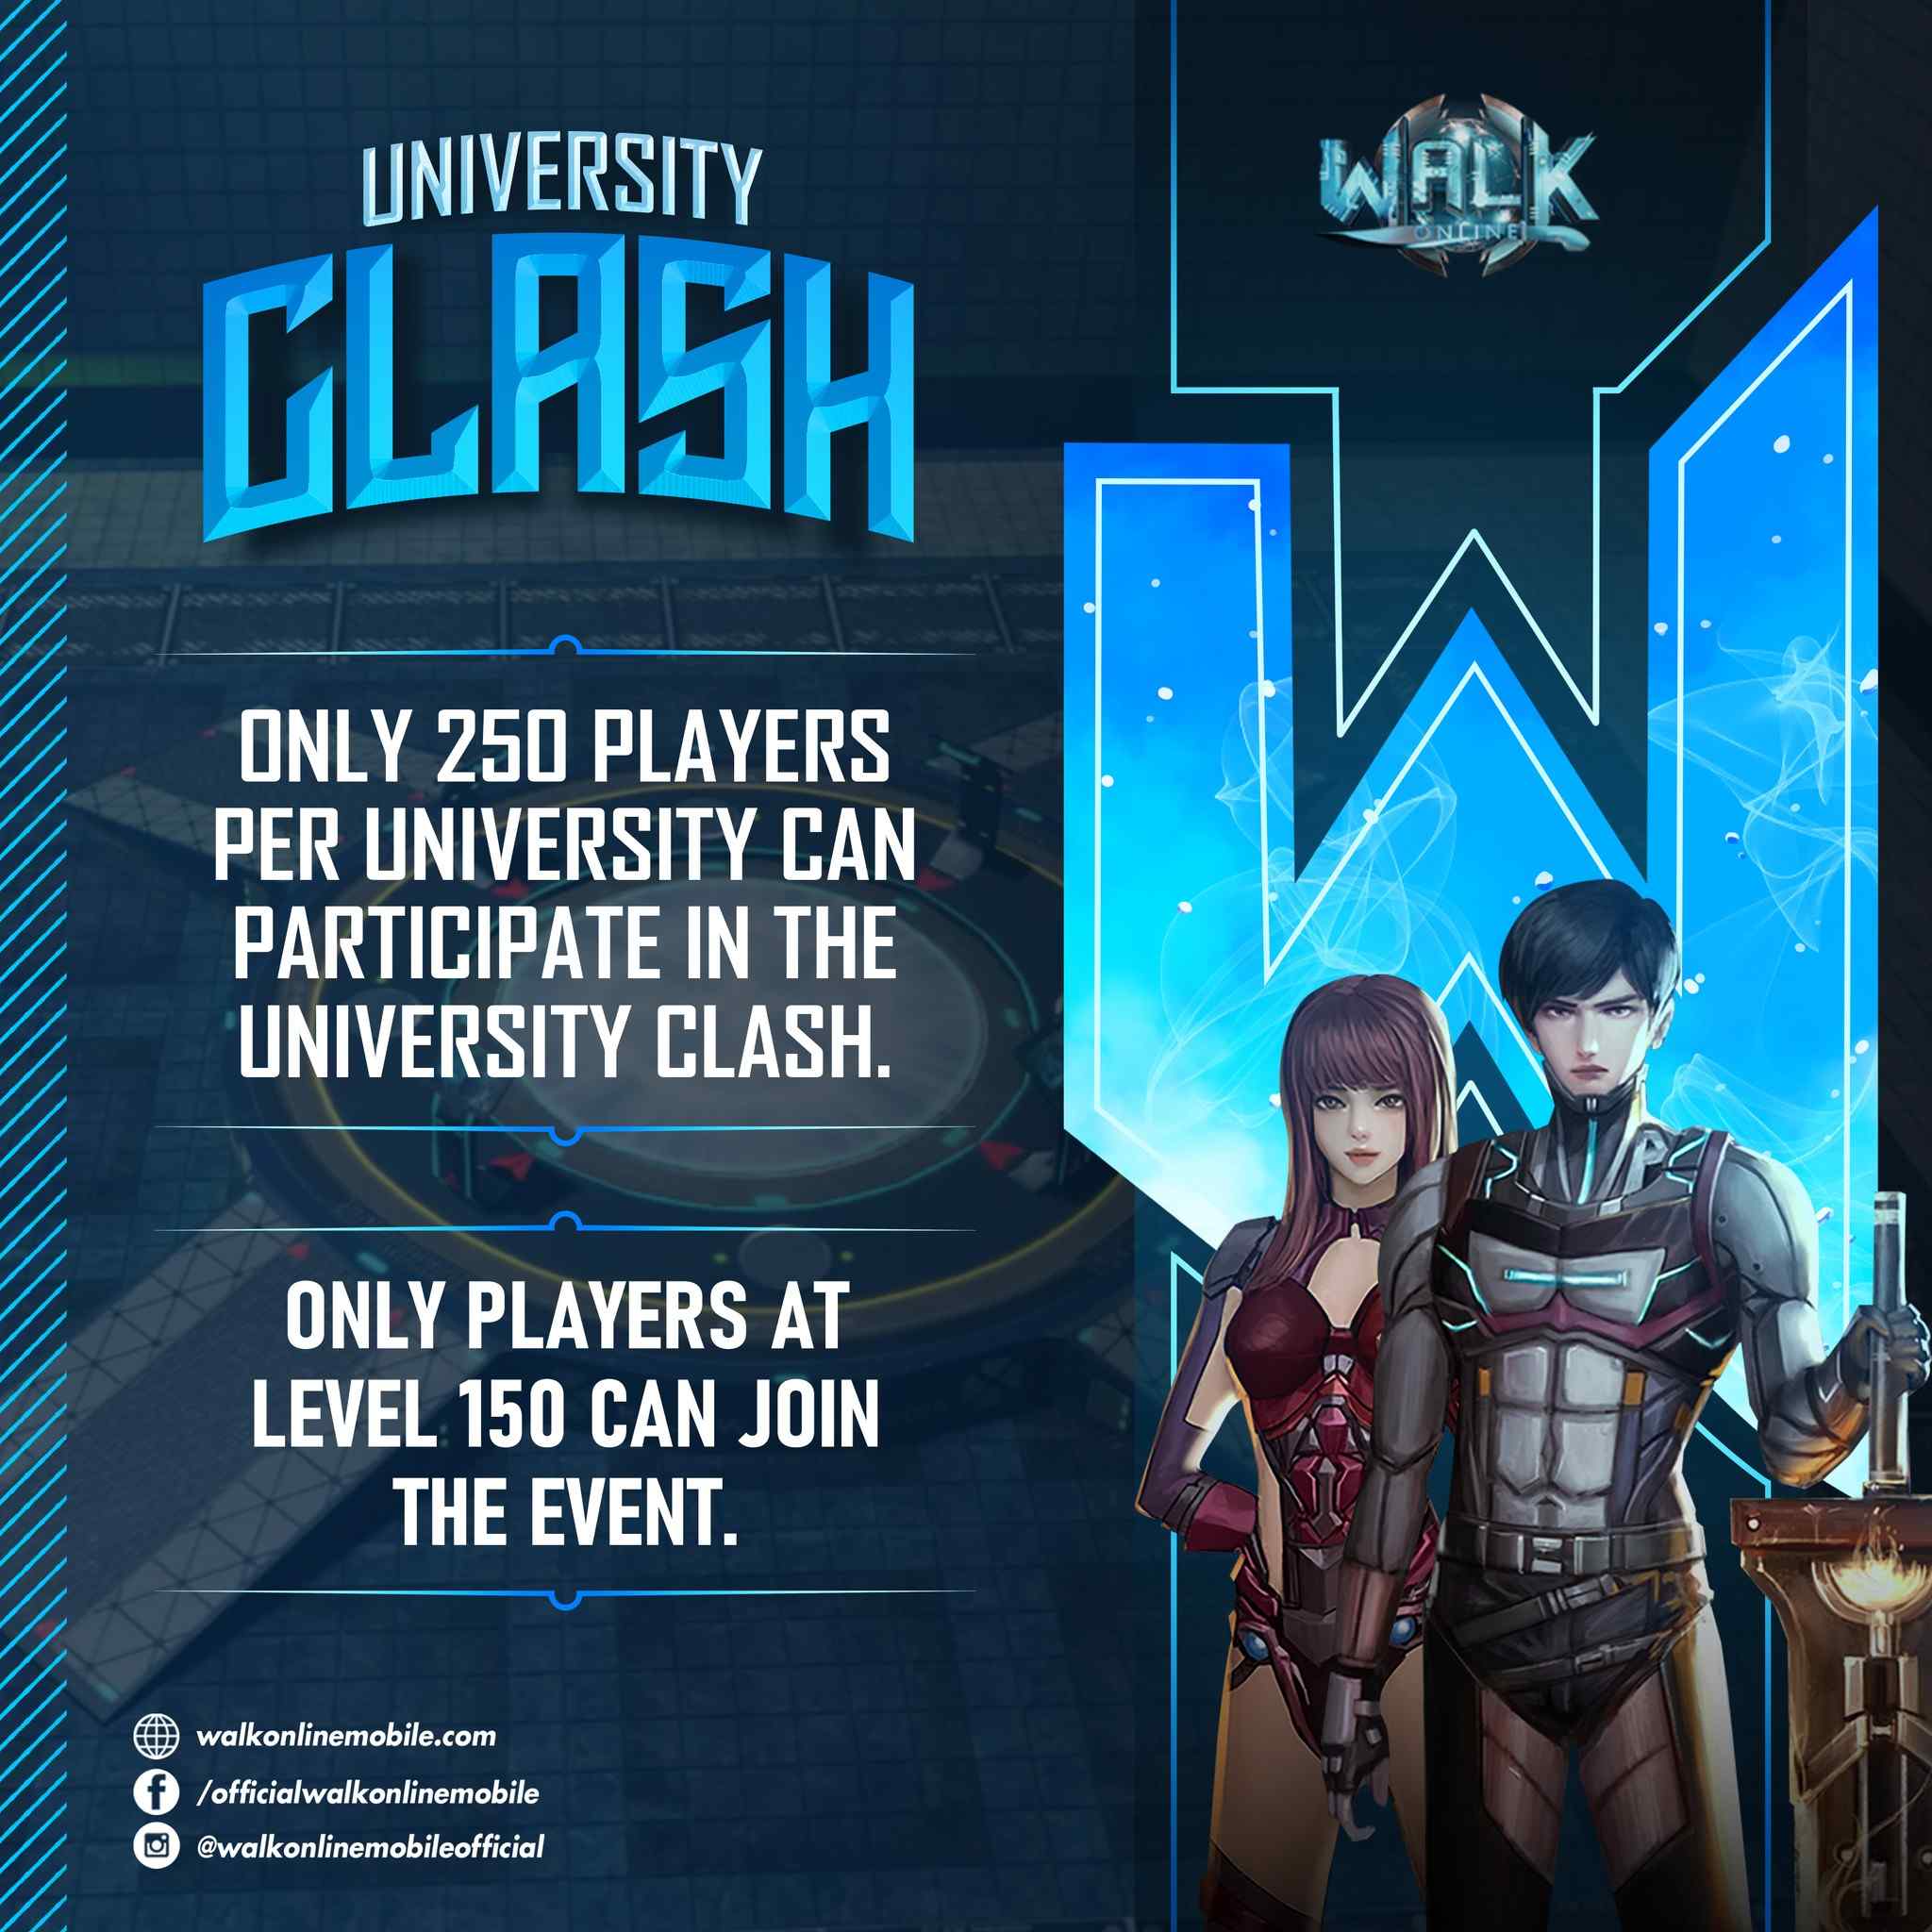 UNIVERSITY
CLASH
WALK
ONLINE
ONLY 250 PLAYERS
PER UNIVERSITY CAN
PARTICIPATE IN THE
UNIVERSITY CLASH.
ONLY PLAYERS AT
LEVEL 150 CAN JOIN
THE EVENT.
walkonlinemobile.com
/officialwalkonlinemobile
@walkonlinemobileofficial